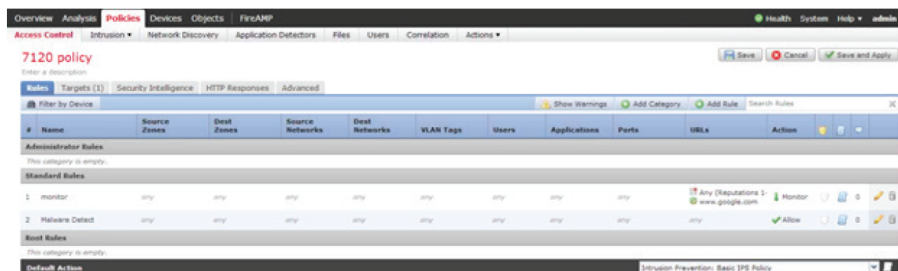 Overview Analysis Policies Devices Objects FireAMP Health System Help admin
Access Control Intrusion Network Discovery Application Detectors Files Users Correlation Actions
7120 policy
Save Cancel Save and Apply
Enter a description
Rules Targets (1) Security Intelligence HTTP Responses Advanced
Filter by Device Show Warnings Add Category Add Rule Search Rules
# Name Source Zones Dest Zones Source Networks Dest Networks VLAN Tags Users Applications Ports URLs Action
Administrator Rules
This category is empty.
Standard Rules
1 monitor any any any any any any any any Any (Reputations 1- www.google.com Monitor 0
2 Malware Detect any any any any any any any any any Allow 0
Root Rules
This category is empty.
Default Action Intrusion Prevention: Basic IPS Policy